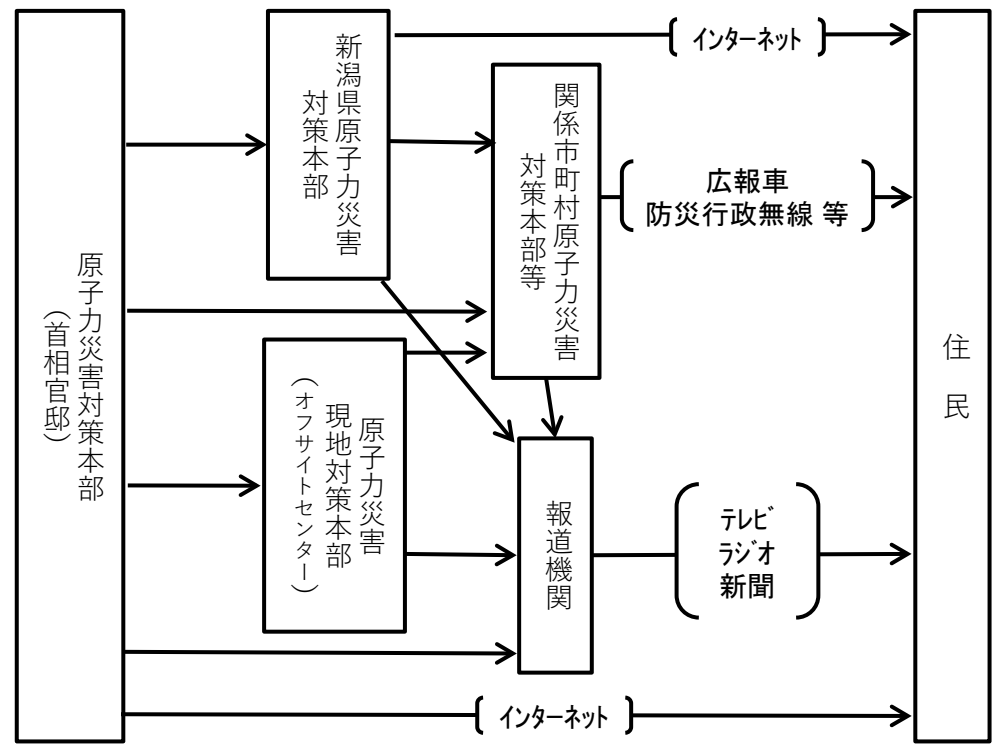 原子力災害対策本部
(首相官邸)
新潟県原子力災害
対策本部
原子力災害
現地対策本部
(オフサイトセンター)
関係市町村原子力災害
対策本部等
報道機関
インターネット
広報車
防災行政無線 等
テレビ
ラジオ
新聞
インターネット
住民